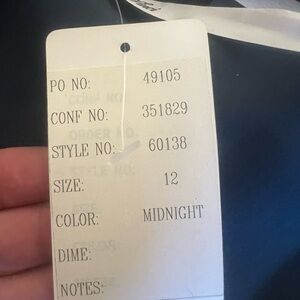 PO NO: 49105
CONF NO: 351829
STYLE NO: 60138
SIZE: 12
COLOR: MIDNIGHT
DIME:
NOTES: